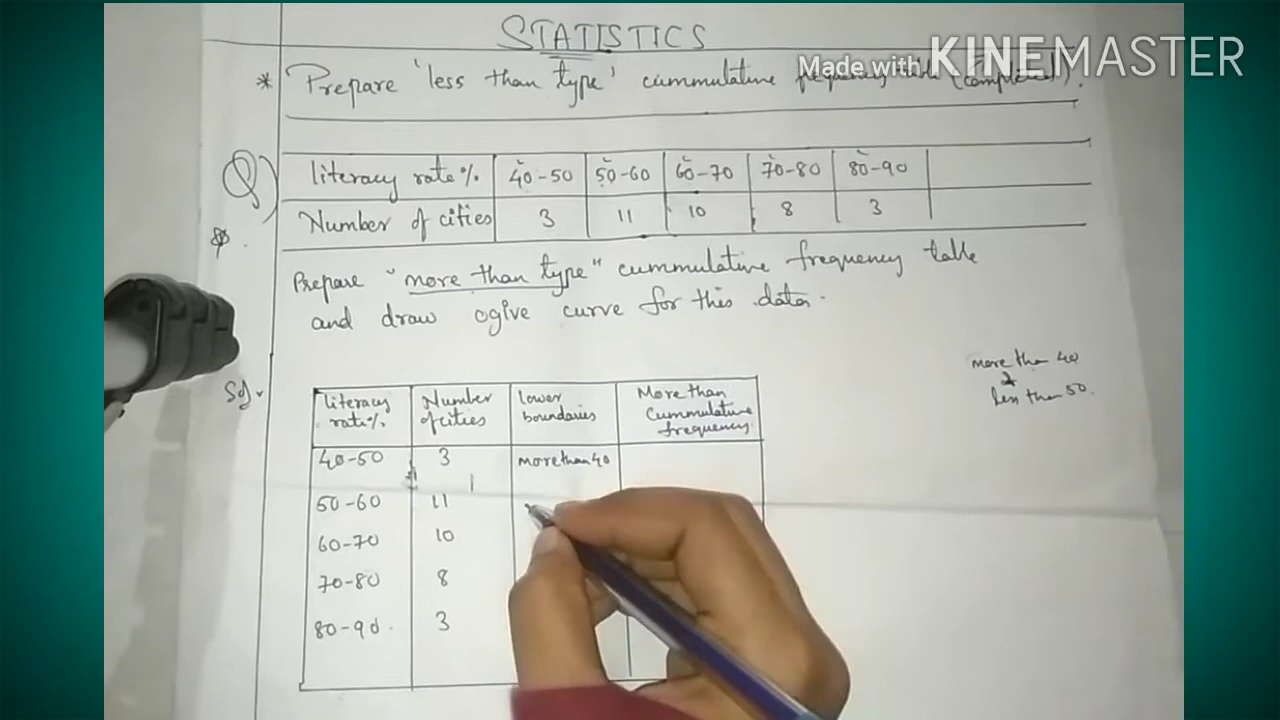 STATISTICS
Made with KINEMASTER
* Prepare 'less than type' cummulative
Q) literacy rate% 40-50 50-60 60-70 70-80 80-90
Number of cities 3 11 10 8 3
Prepare "more than type" cummulative frequency table
and draw ogive curve for this data.
more than 40
&
less than 50.
Sol.
literacy rate% Number of cities Lower boundaries More than Cummulative frequency
40-50 3 more than 40
50-60 11
60-70 10
70-80 8
80-90 3